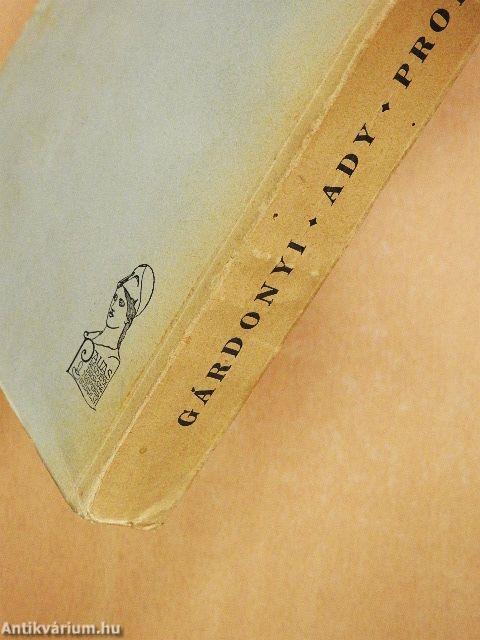 GÁRDONYI ⬩ ADY ⬩ PRO
Antikvárium.hu